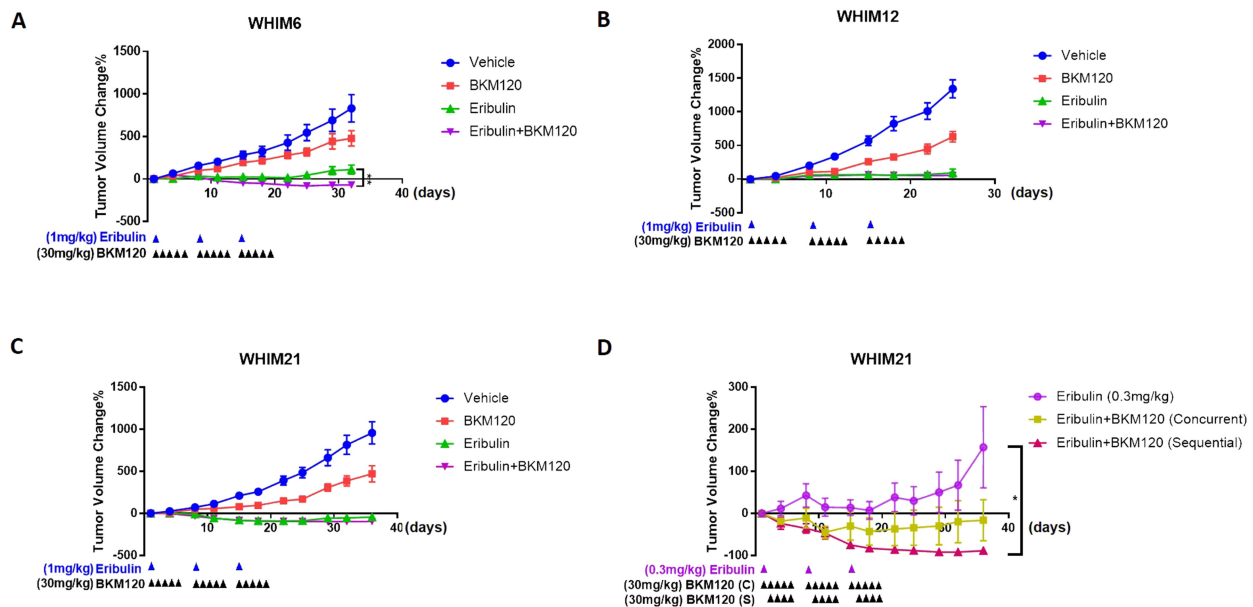 A
WHIM6
Tumor Volume Change%
1500
1000
500
0
-500
10
20
30
40
(days)
Vehicle
BKM120
Eribulin
Eribulin+BKM120
**
(1mg/kg) Eribulin
(30mg/kg) BKM120
B
WHIM12
Tumor Volume Change%
2000
1500
1000
500
0
-500
10
20
30
(days)
Vehicle
BKM120
Eribulin
Eribulin+BKM120
(1mg/kg) Eribulin
(30mg/kg) BKM120
C
WHIM21
Tumor Volume Change%
1500
1000
500
0
-500
10
20
30
40
(days)
Vehicle
BKM120
Eribulin
Eribulin+BKM120
(1mg/kg) Eribulin
(30mg/kg) BKM120
D
WHIM21
Tumor Volume Change%
300
200
100
0
-100
10
20
30
40
(days)
Eribulin (0.3mg/kg)
Eribulin+BKM120 (Concurrent)
Eribulin+BKM120 (Sequential)
*
(0.3mg/kg) Eribulin
(30mg/kg) BKM120 (C)
(30mg/kg) BKM120 (S)